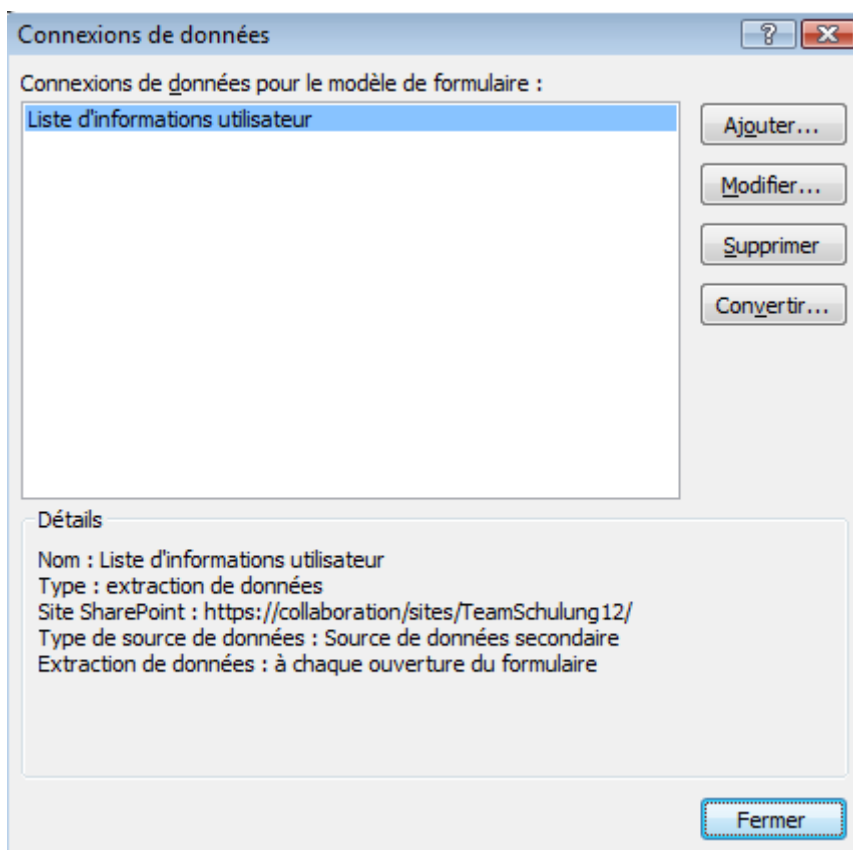 Connexions de données
Connexions de données pour le modèle de formulaire :
Liste d'informations utilisateur
Ajouter...
Modifier...
Supprimer
Convertir...
Détails
Nom : Liste d'informations utilisateur
Type : extraction de données
Site SharePoint : https://collaboration/sites/TeamSchulung12/
Type de source de données : Source de données secondaire
Extraction de données : à chaque ouverture du formulaire
Fermer